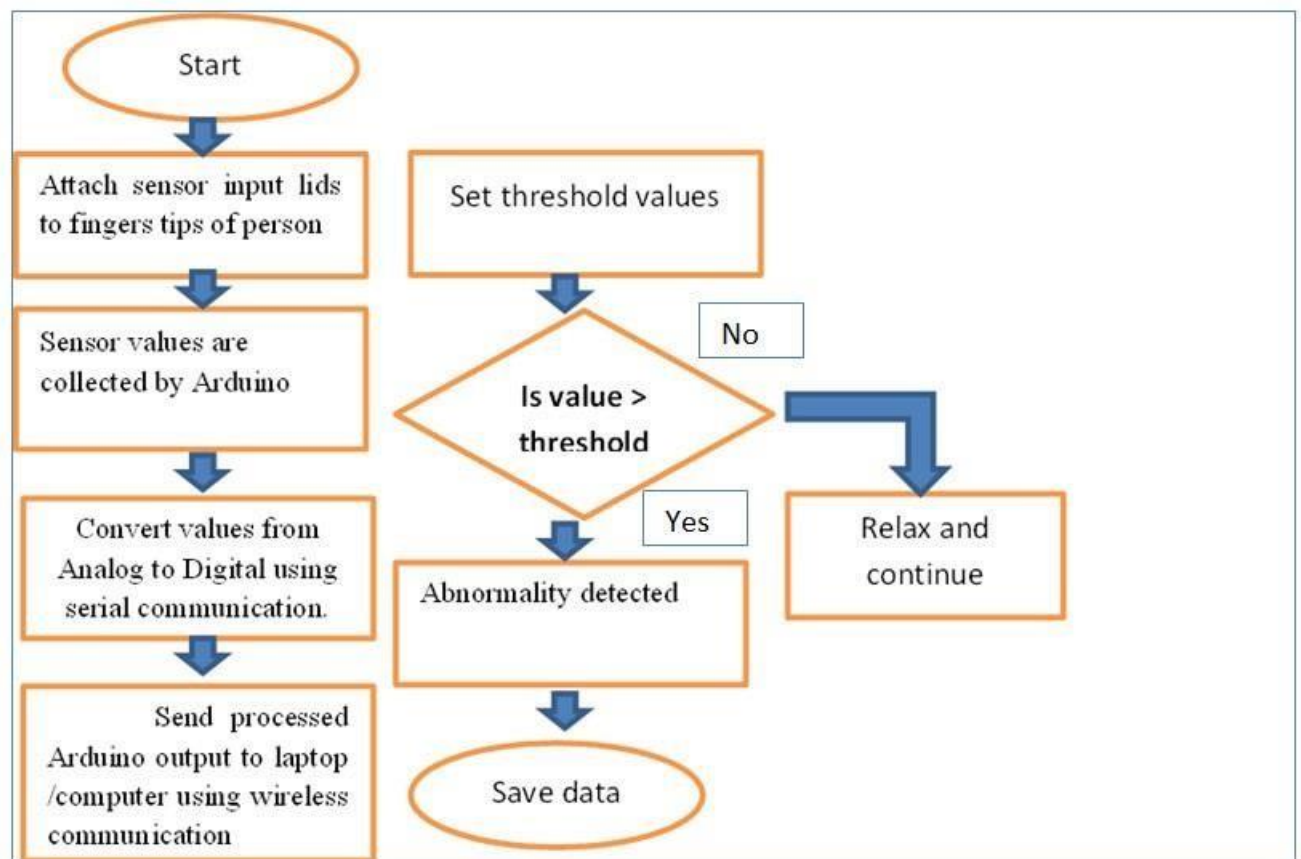 Start
Attach sensor input lids
to fingers tips of person
Sensor values are
collected by Arduino
Convert values from
Analog to Digital using
serial communication.
Send processed
Arduino output to laptop
/computer using wireless
communication
Set threshold values
Is value >
threshold
No
Yes
Relax and
continue
Abnormality detected
Save data